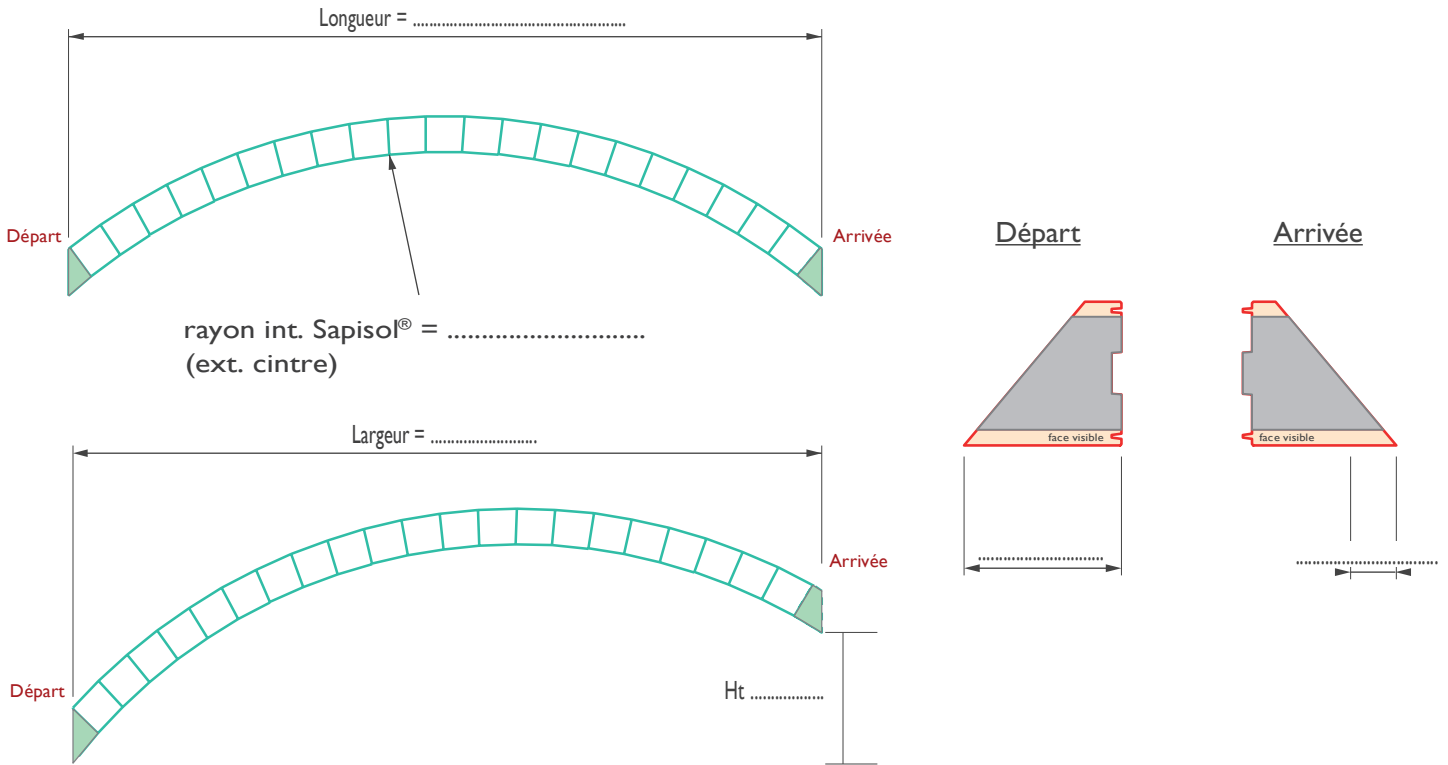 Longueur = ....................................................
Départ
Arrivée
rayon int. Sapisol® = .............................
(ext. cintre)
Largeur = ..........................
Arrivée
Départ
Ht ..................
Départ
Arrivée
face visible
face visible
..............................
..................................